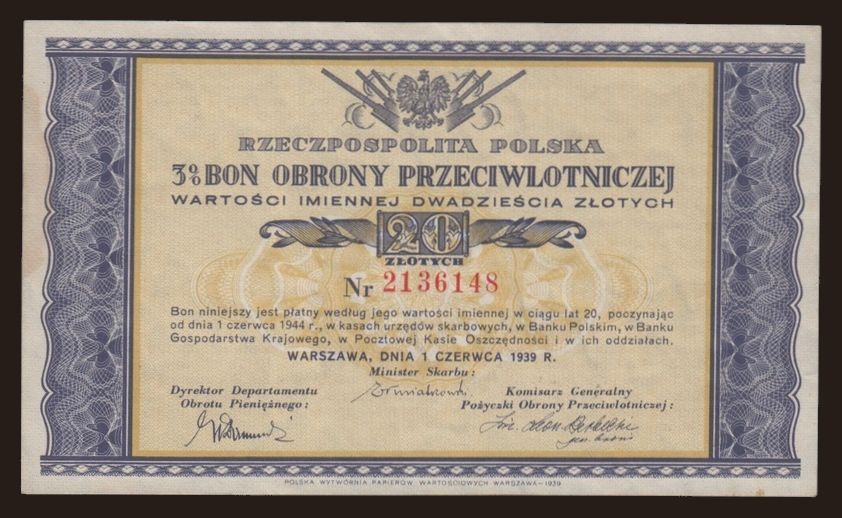 RZECZPOSPOLITA POLSKA
3% BON OBRONY PRZECIWLOTNICZEJ
WARTOŚCI IMIENNEJ DWADZIEŚCIA ZŁOTYCH
20
ZŁOTYCH
Nr 2136148
Bon niniejszy jest płatny według jego wartości imiennej w ciągu lat 20, poczynając
od dnia 1 czerwca 1944 r., w kasach urzędów skarbowych, w Banku Polskim, w Banku
Gospodarstwa Krajowego, w Pocztowej Kasie Oszczędności i w ich oddziałach.
WARSZAWA, DNIA 1 CZERWCA 1939 R.
Minister Skarbu:
Dyrektor Departamentu
Obrotu Pieniężnego:
Komisarz Generalny
Pożyczki Obrony Przeciwlotniczej:
POLSKA WYTWÓRNIA PAPIERÓW WARTOŚCIOWYCH WARSZAWA-1939